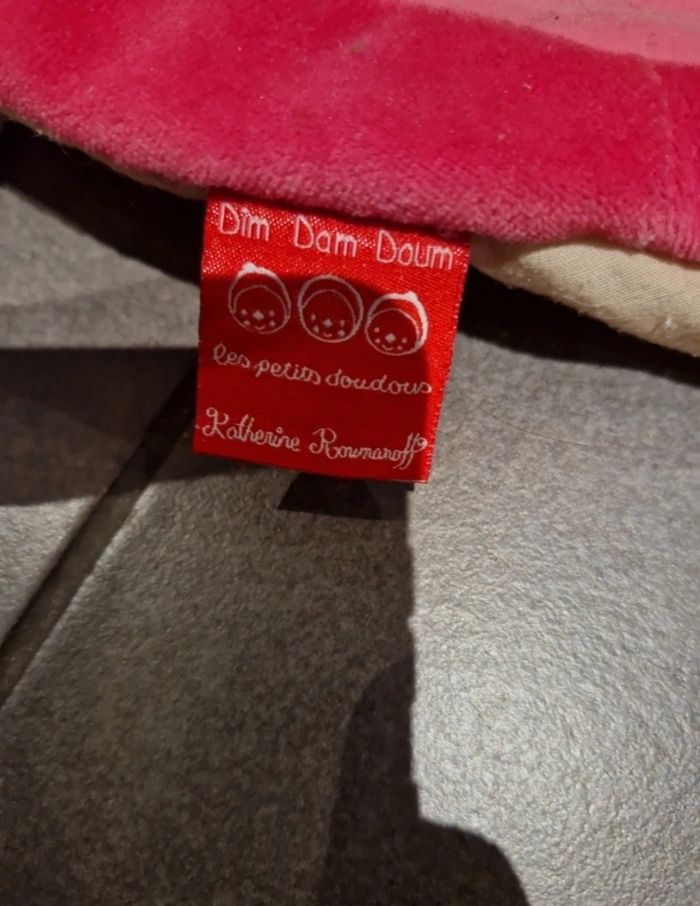 Dim Dam Doum
les petits doudous
Katherine Roumanoff